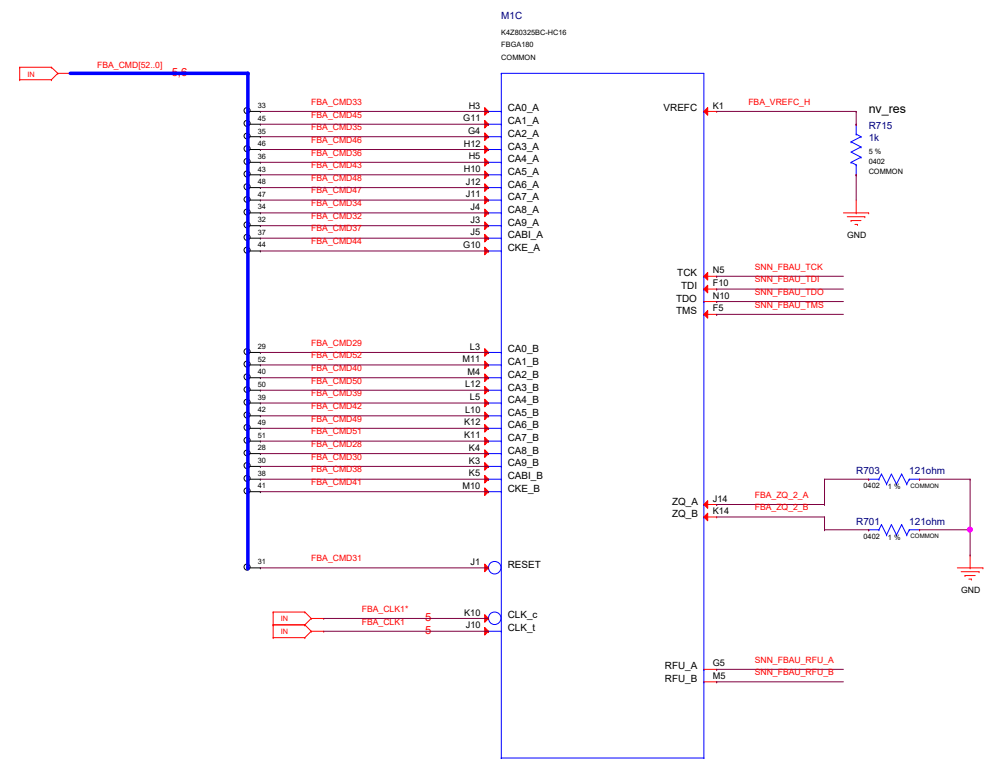 M1C
K4Z80325BC-HC16
FBGA180
COMMON
IN
FBA_CMD[52..0]
5,6
33 FBA_CMD33 H3 CA0_A
45 FBA_CMD45 G11 CA1_A
35 FBA_CMD35 G4 CA2_A
46 FBA_CMD46 H12 CA3_A
36 FBA_CMD36 H5 CA4_A
43 FBA_CMD43 H10 CA5_A
48 FBA_CMD48 J12 CA6_A
47 FBA_CMD47 J11 CA7_A
34 FBA_CMD34 J4 CA8_A
32 FBA_CMD32 J3 CA9_A
37 FBA_CMD37 J5 CABI_A
44 FBA_CMD44 G10 CKE_A
VREFC K1 FBA_VREFC_H
nv_res
R715
1k
5 %
0402
COMMON
GND
TCK N5 SNN_FBAU_TCK
TDI F10 SNN_FBAU_TDI
TDO N10 SNN_FBAU_TDO
TMS F5 SNN_FBAU_TMS
29 FBA_CMD29 L3 CA0_B
52 FBA_CMD52 M11 CA1_B
40 FBA_CMD40 M4 CA2_B
50 FBA_CMD50 L12 CA3_B
39 FBA_CMD39 L5 CA4_B
42 FBA_CMD42 L10 CA5_B
49 FBA_CMD49 K12 CA6_B
51 FBA_CMD51 K11 CA7_B
28 FBA_CMD28 K4 CA8_B
30 FBA_CMD30 K3 CA9_B
38 FBA_CMD38 K5 CABI_B
41 FBA_CMD41 M10 CKE_B
R703 121ohm
0402 1 % COMMON
ZQ_A J14 FBA_ZQ_2_A
ZQ_B K14 FBA_ZQ_2_B
R701 121ohm
0402 1 % COMMON
GND
31 FBA_CMD31 J1 RESET
IN FBA_CLK1* 5 K10 CLK_c
IN FBA_CLK1 5 J10 CLK_t
RFU_A G5 SNN_FBAU_RFU_A
RFU_B M5 SNN_FBAU_RFU_B